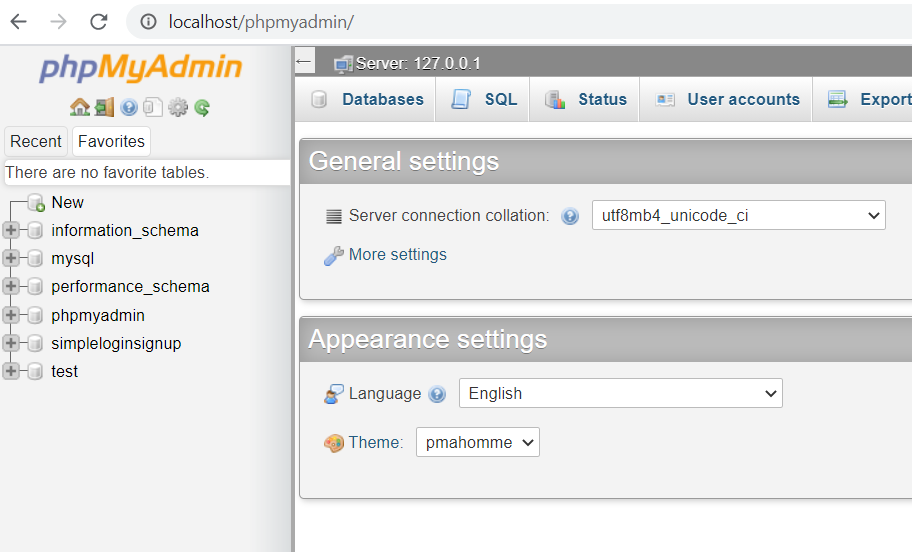 localhost/phpmyadmin/
phpMyAdmin
Recent Favorites
There are no favorite tables.
New
information_schema
mysql
performance_schema
phpmyadmin
simpleloginsignup
test
Server: 127.0.0.1
Databases SQL Status User accounts Export
General settings
Server connection collation: utf8mb4_unicode_ci
More settings
Appearance settings
Language English
Theme: pmahomme